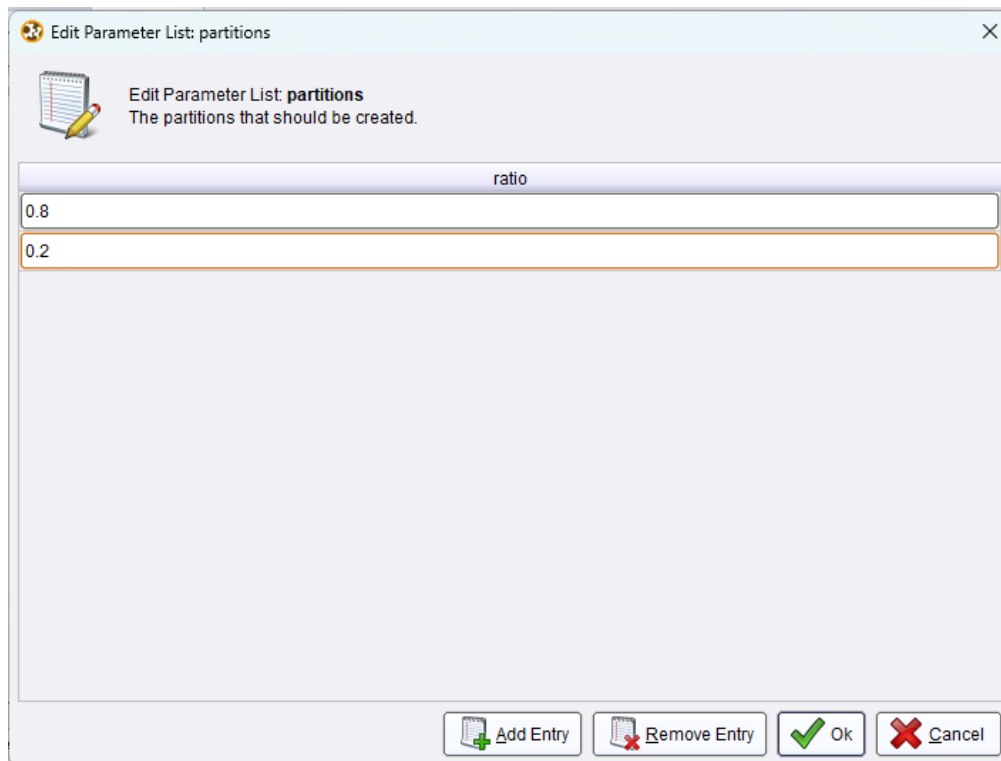 Edit Parameter List: partitions
Edit Parameter List: partitions
The partitions that should be created.
ratio
0.8
0.2
Add Entry
Remove Entry
Ok
Cancel